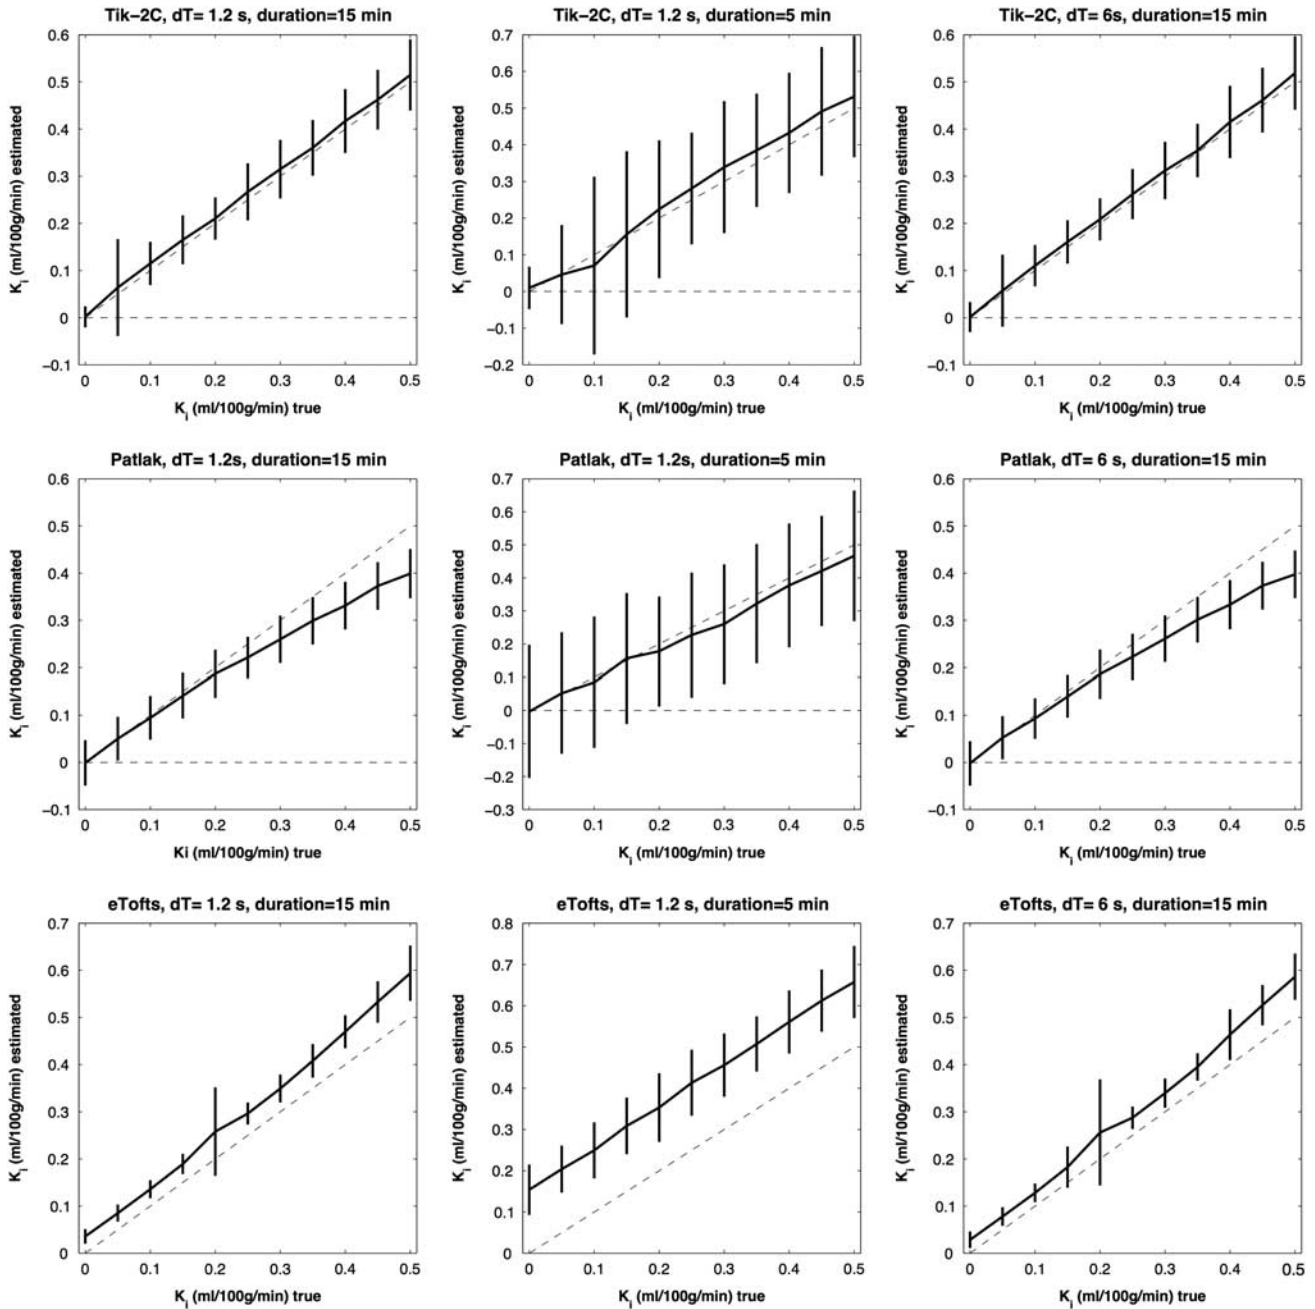 Tik−2C, dT= 1.2 s, duration=15 min
0.6
0.5
0.4
0.3
0.2
0.1
0
−0.1
K_i (ml/100g/min) estimated
0 0.1 0.2 0.3 0.4 0.5
K_i (ml/100g/min) true
Tik−2C, dT= 1.2 s, duration=5 min
0.7
0.6
0.5
0.4
0.3
0.2
0.1
0
−0.1
−0.2
K_i (ml/100g/min) estimated
0 0.1 0.2 0.3 0.4 0.5
K_i (ml/100g/min) true
Tik−2C, dT= 6s, duration=15 min
0.6
0.5
0.4
0.3
0.2
0.1
0
−0.1
K_i (ml/100g/min) estimated
0 0.1 0.2 0.3 0.4 0.5
K_i (ml/100g/min) true
Patlak, dT= 1.2s, duration=15 min
0.6
0.5
0.4
0.3
0.2
0.1
0
−0.1
K_i (ml/100g/min) estimated
0 0.1 0.2 0.3 0.4 0.5
Ki (ml/100g/min) true
Patlak, dT= 1.2s, duration=5 min
0.7
0.6
0.5
0.4
0.3
0.2
0.1
0
−0.1
−0.2
−0.3
K_i (ml/100g/min) estimated
0 0.1 0.2 0.3 0.4 0.5
K_i (ml/100g/min) true
Patlak, dT= 6 s, duration=15 min
0.6
0.5
0.4
0.3
0.2
0.1
0
−0.1
K_i (ml/100g/min) estimated
0 0.1 0.2 0.3 0.4 0.5
K_i (ml/100g/min) true
eTofts, dT= 1.2 s, duration=15 min
0.7
0.6
0.5
0.4
0.3
0.2
0.1
0
K_i (ml/100g/min) estimated
0 0.1 0.2 0.3 0.4 0.5
K_i (ml/100g/min) true
eTofts, dT= 1.2 s, duration=5 min
0.8
0.7
0.6
0.5
0.4
0.3
0.2
0.1
0
K_i (ml/100g/min) estimated
0 0.1 0.2 0.3 0.4 0.5
K_i (ml/100g/min) true
eTofts, dT= 6 s, duration=15 min
0.7
0.6
0.5
0.4
0.3
0.2
0.1
0
K_i (ml/100g/min) estimated
0 0.1 0.2 0.3 0.4 0.5
K_i (ml/100g/min) true